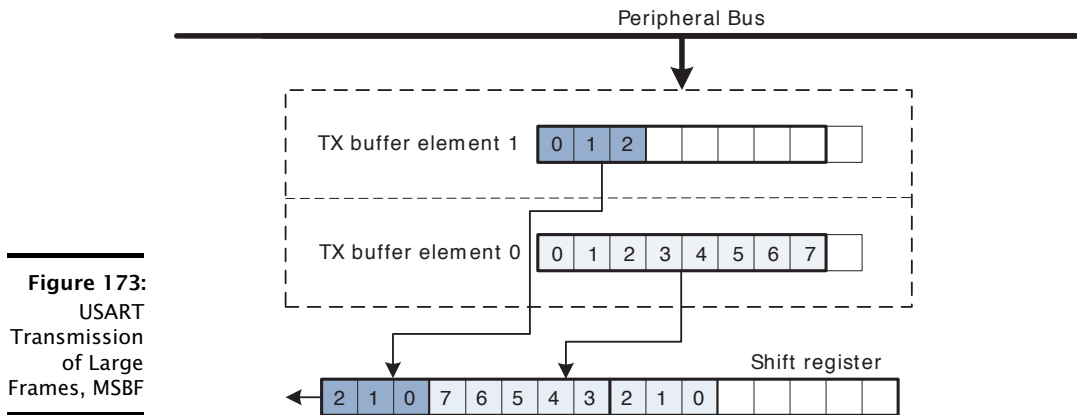 Peripheral Bus
TX buffer element 1
0 1 2
TX buffer element 0
0 1 2 3 4 5 6 7
Figure 173:
USART
Transmission
of Large
Frames, MSBF
Shift register
2 1 0 7 6 5 4 3 2 1 0